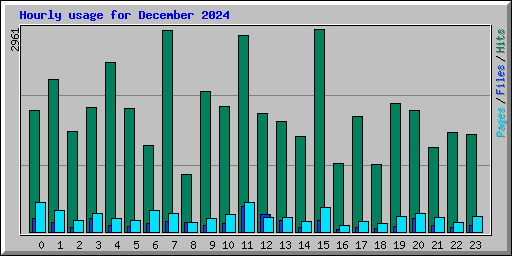 Hourly usage for December 2024
2961
Pages/Files/Hits
0 1 2 3 4 5 6 7 8 9 10 11 12 13 14 15 16 17 18 19 20 21 22 23